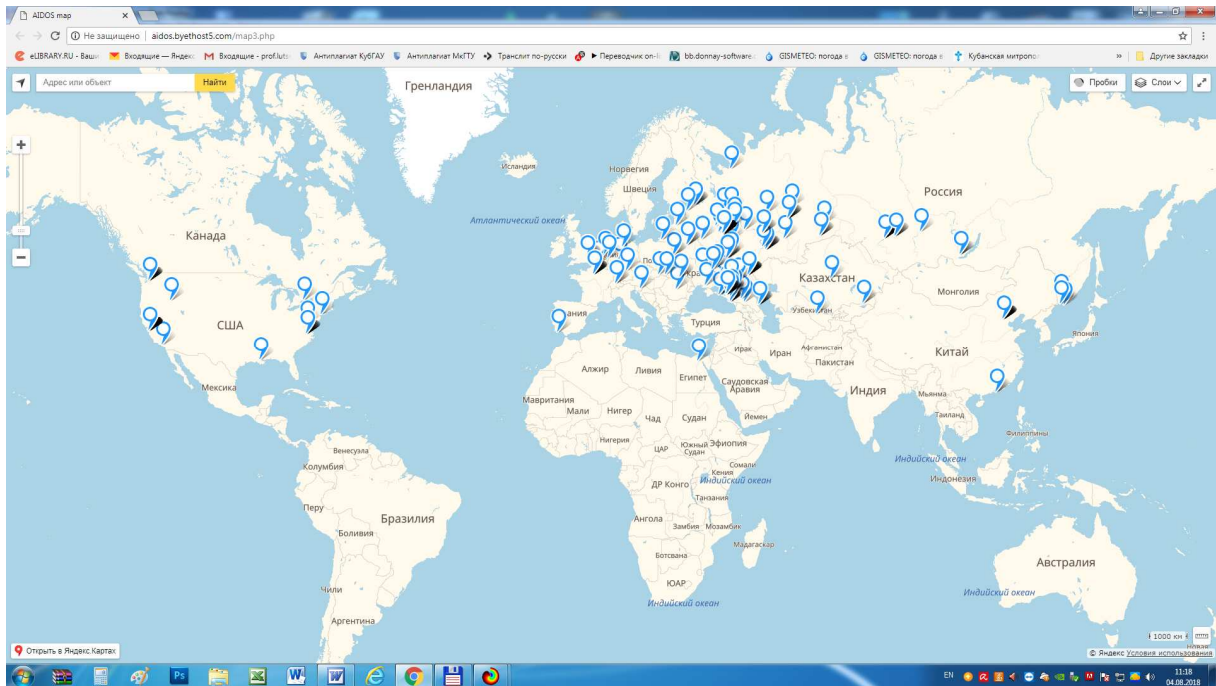 AIDOS map
Не защищено | aidos.byethost5.com/map3.php
eLIBRARY.RU - Ваш
Входящие — Яндекс
Входящие - prof.luts
Антиплагиат КубГАУ
Антиплагиат МкГТУ
Транслит по-русски
► Переводчик on-l
bb.donnay-software.
GISMETEO: погода в
GISMETEO: погода в
Кубанская митропо
»
Другие закладки
Адрес или объект
Найти
Пробки
Слои
Гренландия
Исландия
Норвегия
Швеция
Россия
Атлантический океан
Канада
Казахстан
Монголия
США
Турция
Япония
Ирак
Иран
Афганистан
Пакистан
Китай
Алжир
Ливия
Египет
Саудовская
Аравия
Индия
Мексика
Мьянма
Мавритания
Мали
Нигер
Чад
Судан
Йемен
Таиланд
Филиппины
Нигерия
ЦАР
Южный
Судан
Эфиопия
Венесуэла
Колумбия
Сомали
Кения
Индийский океан
Индийский океан
ДР Конго
Индонезия
Танзания
Перу
Бразилия
Ангола
Замбия
Мозамбик
Боливия
Мадагаскар
Ботсвана
Австралия
ЮАР
Чили
Индийский океан
Индийский океан
Аргентина
1000 км
Открыть в Яндекс.Картах
© Яндекс Условия использования
EN
11:18
04.08.2018